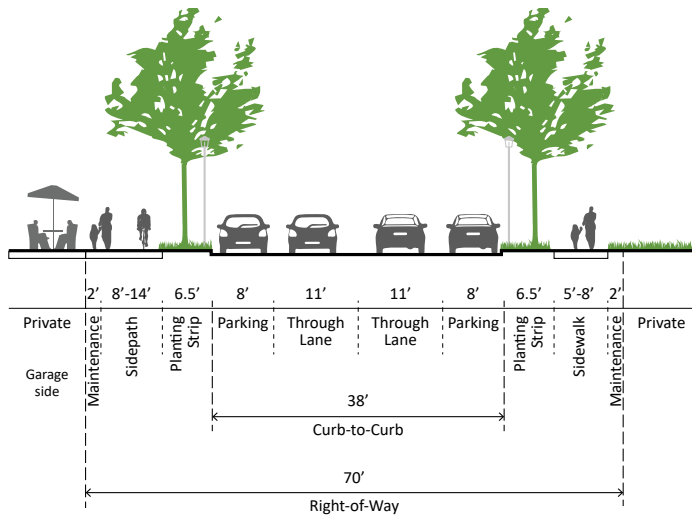 2’ 8’-14’ 6.5’ 8’ 11’ 11’ 8’ 6.5’ 5’-8’ 2’
Private
Maintenance
Sidepath
Planting
Strip
Parking
Through
Lane
Through
Lane
Parking
Planting
Strip
Sidewalk
Maintenance
Private
Garage
side
38’
Curb-to-Curb
70’
Right-of-Way